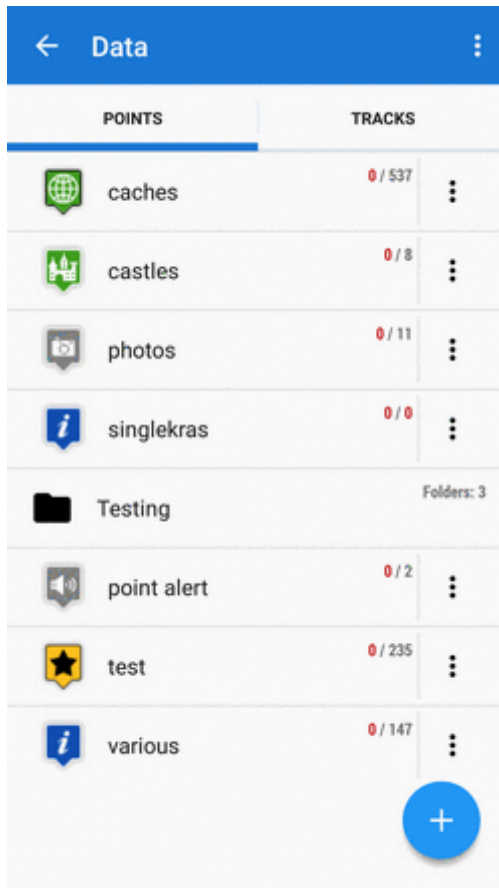 Data
POINTS TRACKS
caches 0 / 537
castles 0 / 8
photos 0 / 11
singlekras 0 / 0
Testing Folders: 3
point alert 0 / 2
test 0 / 235
various 0 / 147